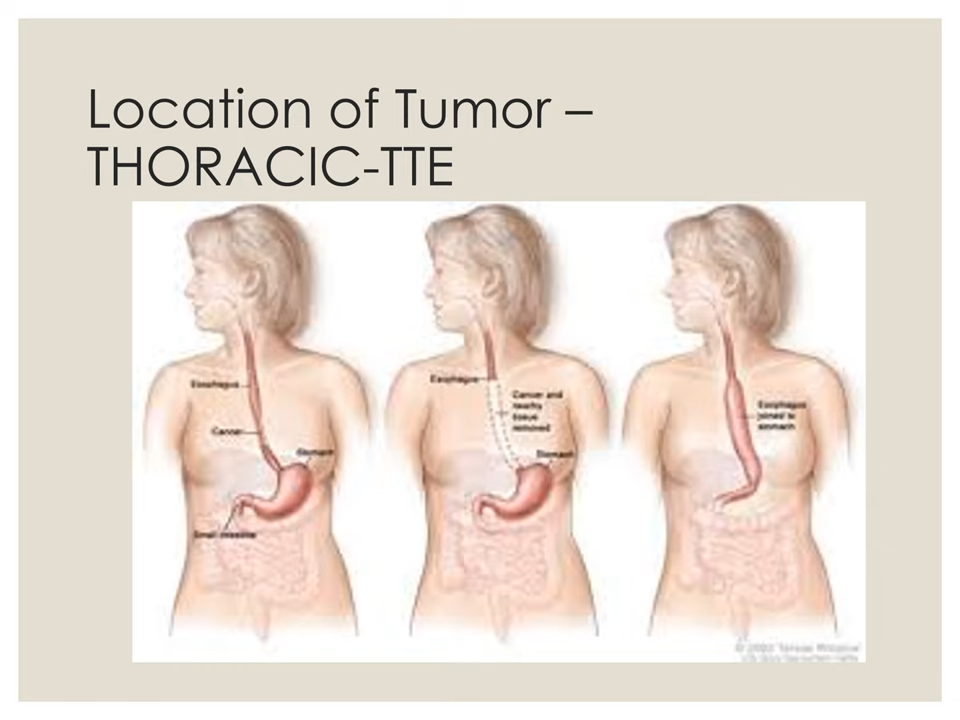 Location of Tumor –
THORACIC-TTE
Esophagus
Cancer
Stomach
Small intestine
Esophagus
Cancer and
nearby
tissue
removed
Stomach
Esophagus
joined to
stomach